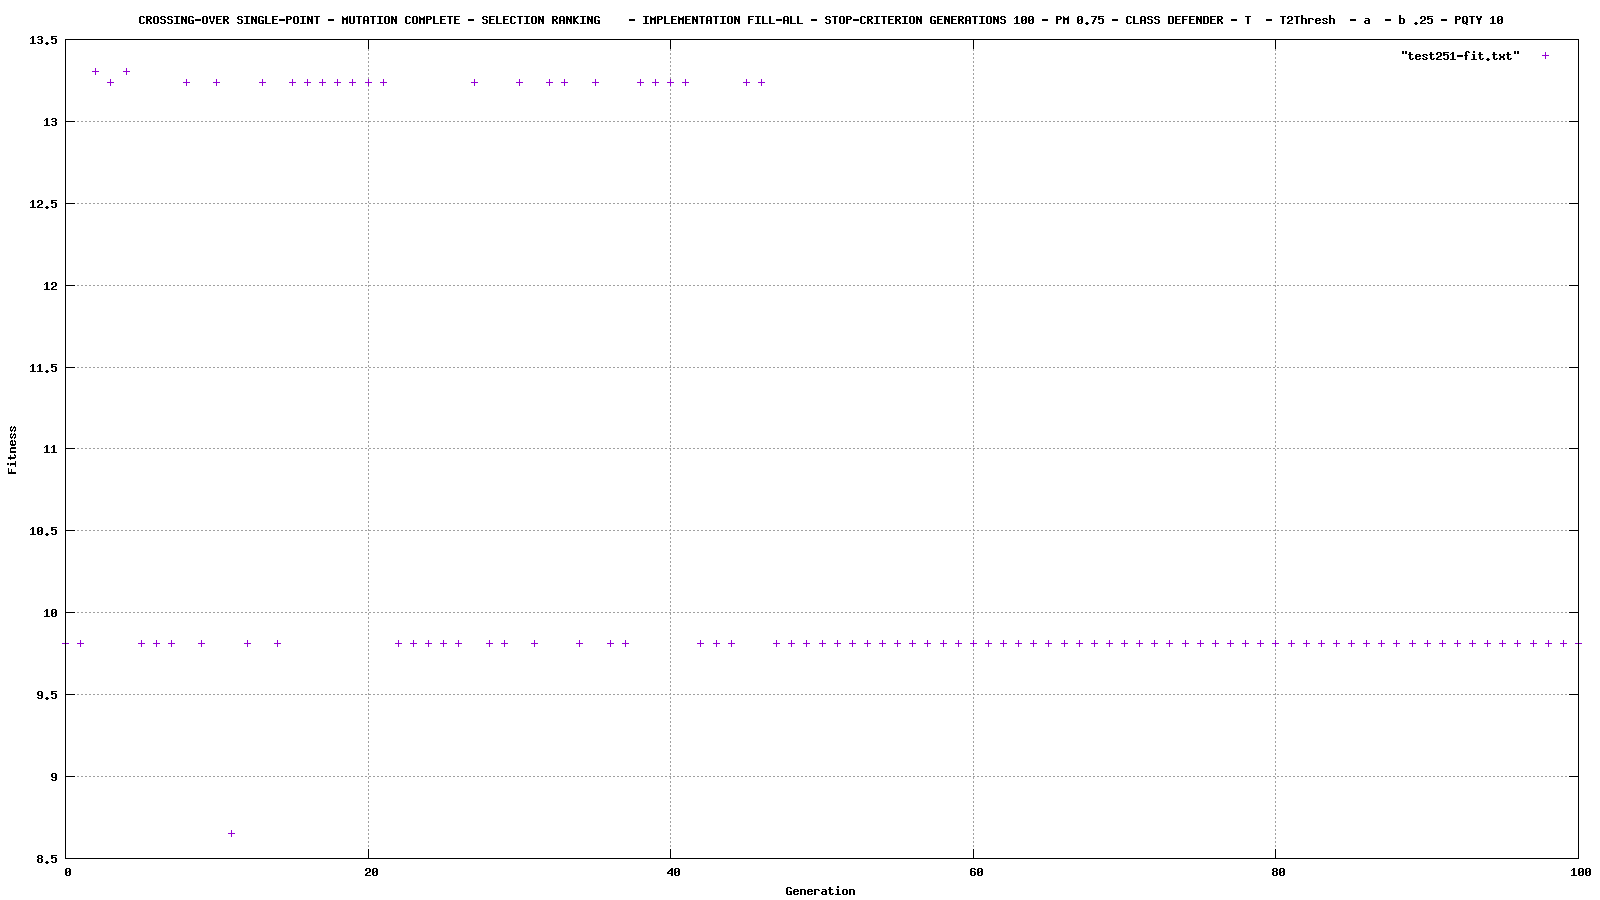 CROSSING-OVER SINGLE-POINT - MUTATION COMPLETE - SELECTION RANKING    - IMPLEMENTATION FILL-ALL - STOP-CRITERION GENERATIONS 100 - PM 0.75 - CLASS DEFENDER - T  - T2Thresh  - a  - b .25 - PQTY 10
"test251-fit.txt"
13.5
13
12.5
12
11.5
11
10.5
10
9.5
9
8.5
Fitness
0 20 40 60 80 100
Generation